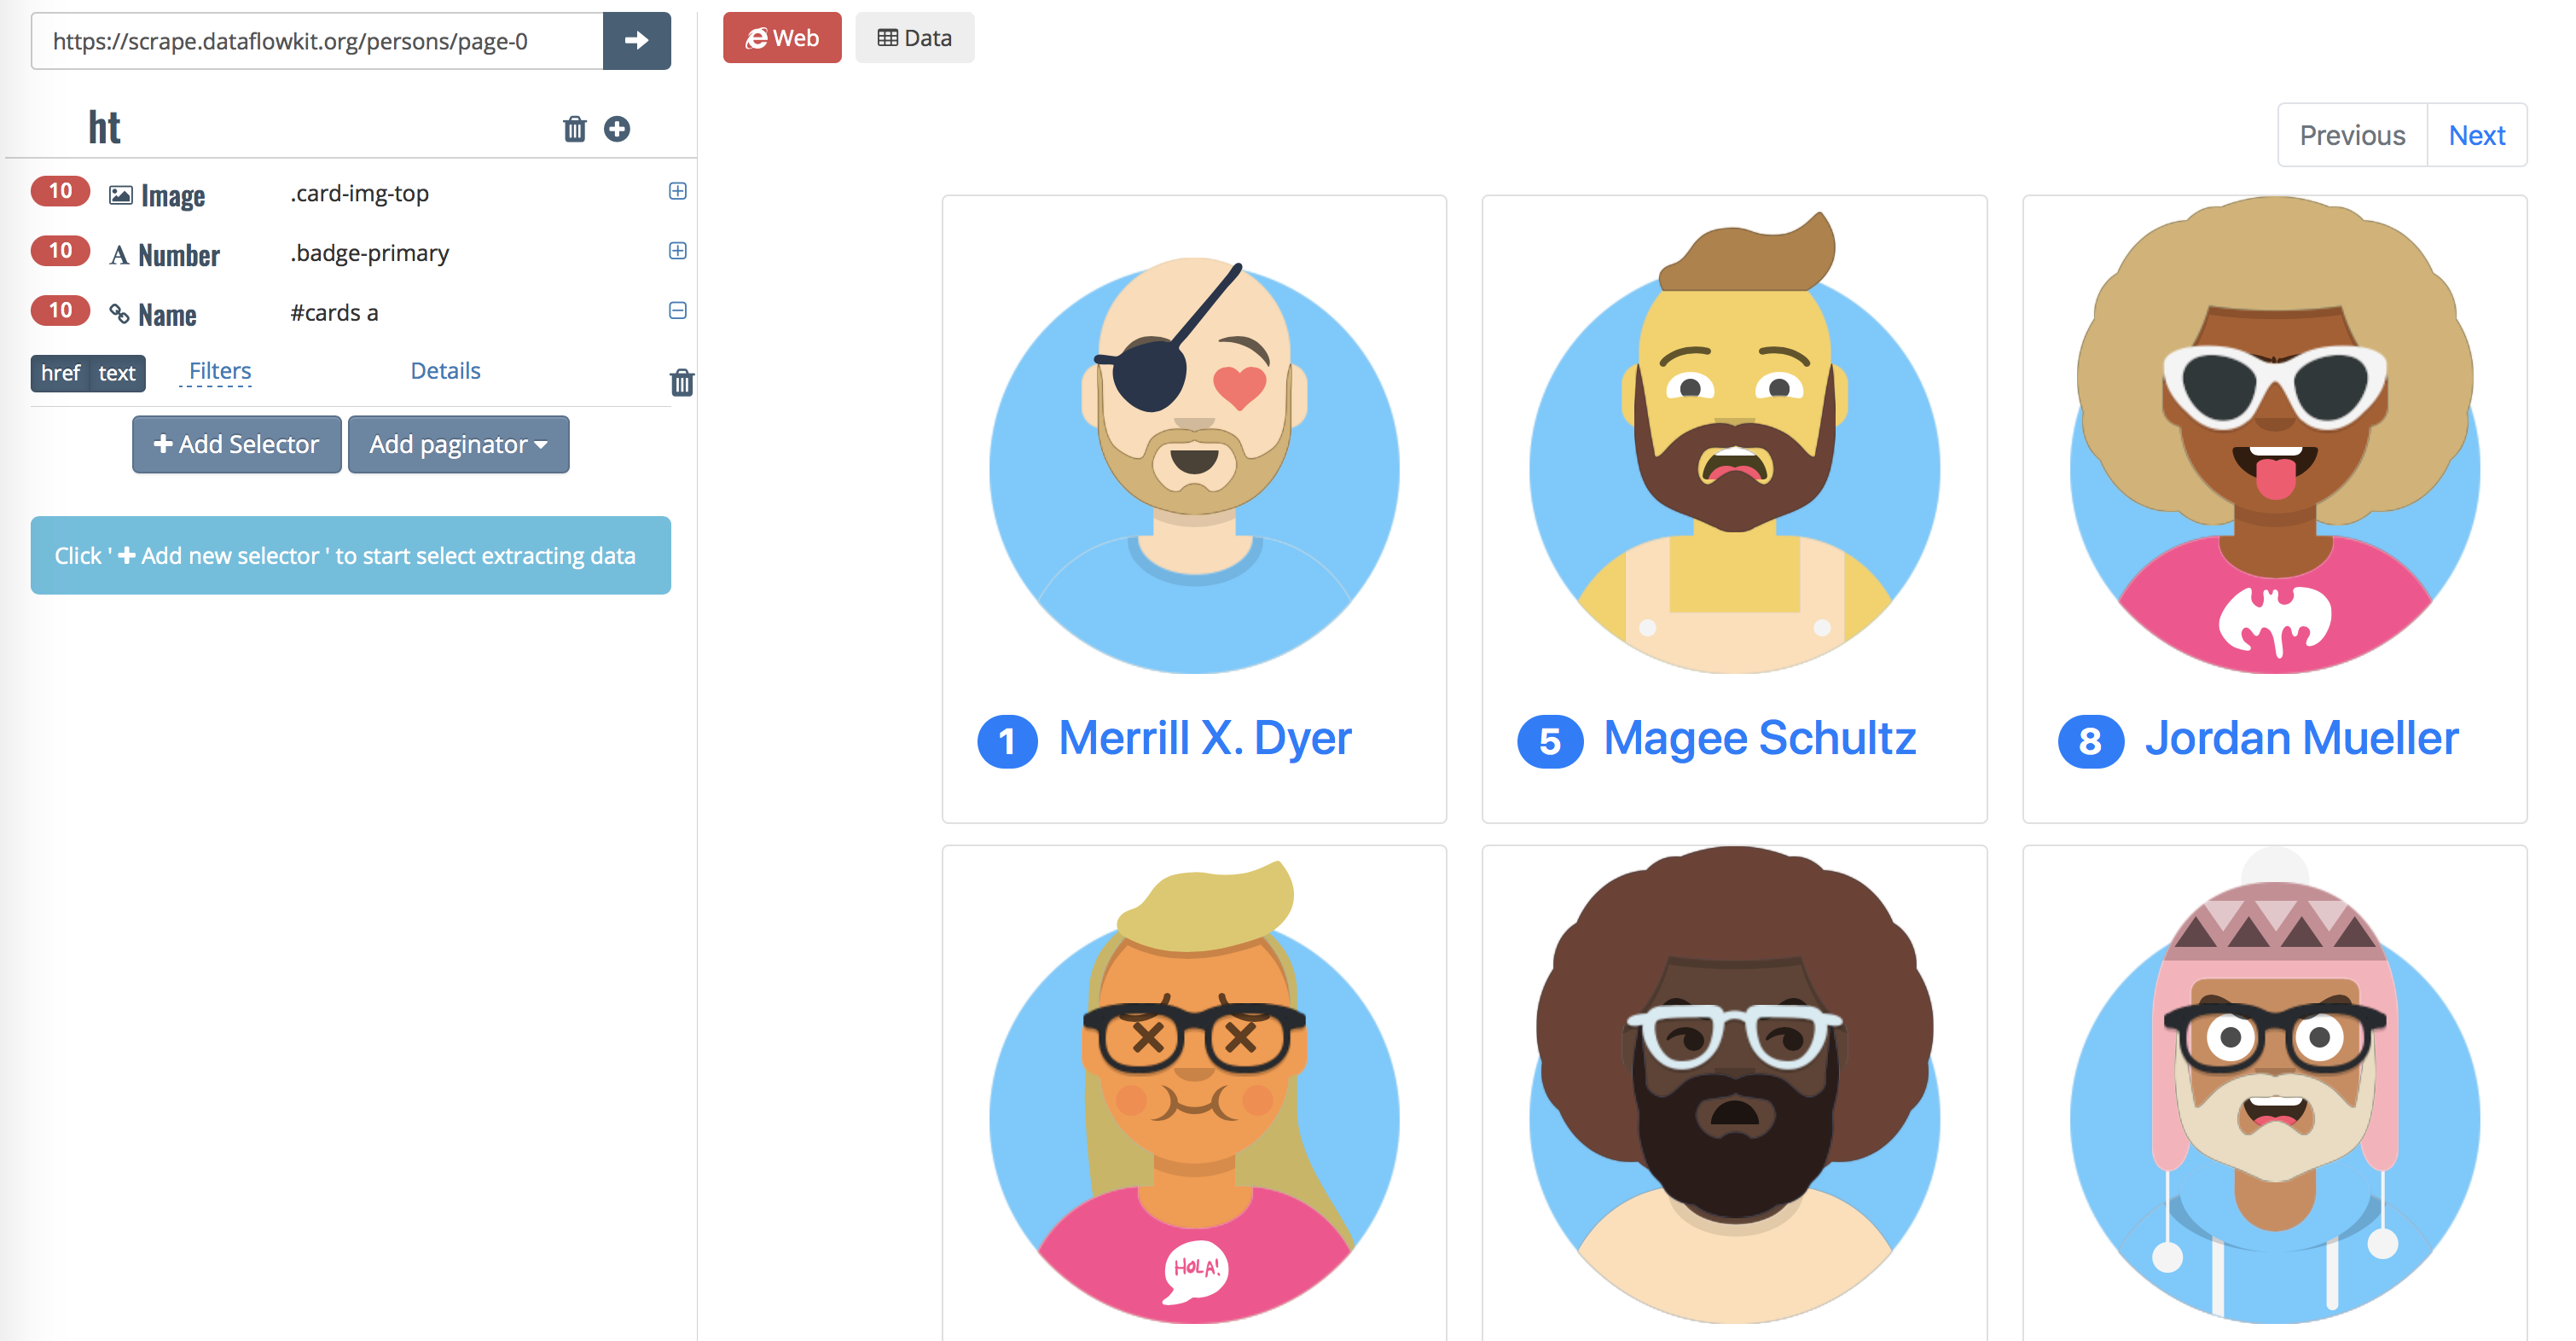 https://scrape.dataflowkit.org/persons/page-0
Web
Data
ht
Previous
Next
10 Image .card-img-top
10 A Number .badge-primary
10 Name #cards a
href text Filters Details
Add Selector
Add paginator
Click ' + Add new selector ' to start select extracting data
1 Merrill X. Dyer
5 Magee Schultz
8 Jordan Mueller
HOLA!